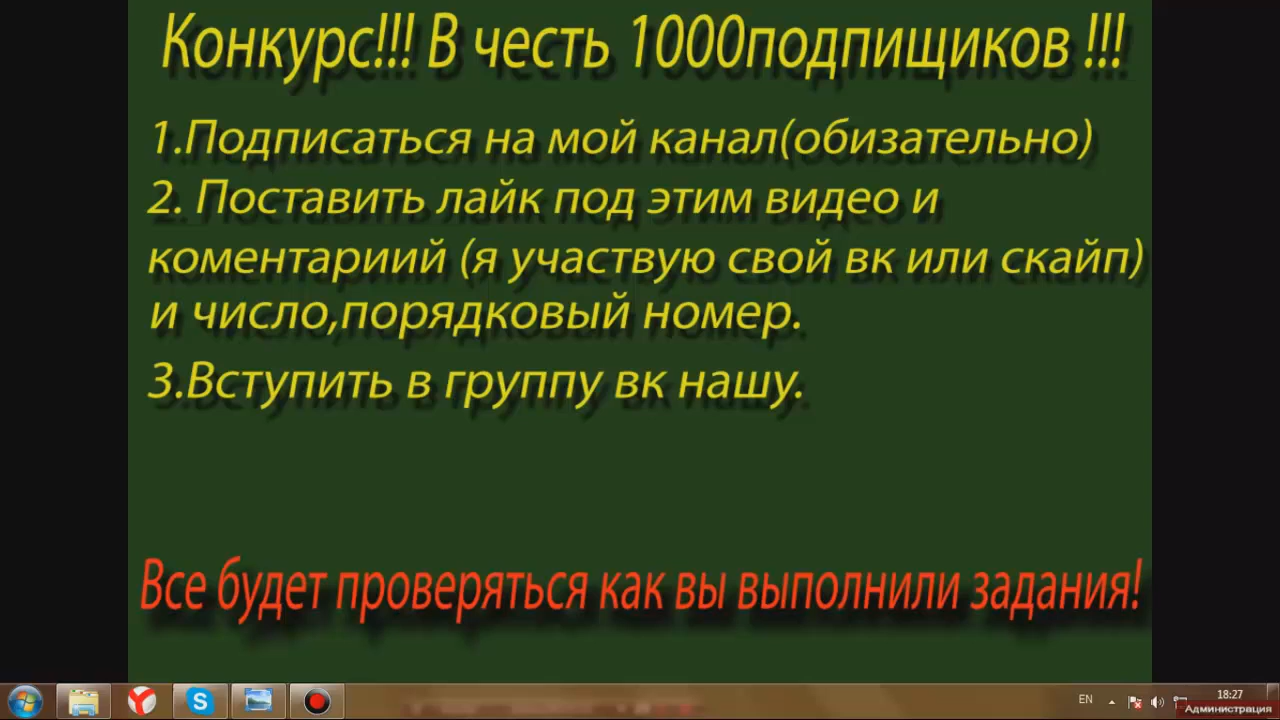 Конкурс!!! В честь 1000подпищиков !!!
1.Подписаться на мой канал(обизательно)
2. Поставить лайк под этим видео и
коментариий (я участвую свой вк или скайп)
и число,порядковый номер.
3.Вступить в группу вк нашу.
Все будет проверяться как вы выполнили задания!
EN
18:27
Администрация